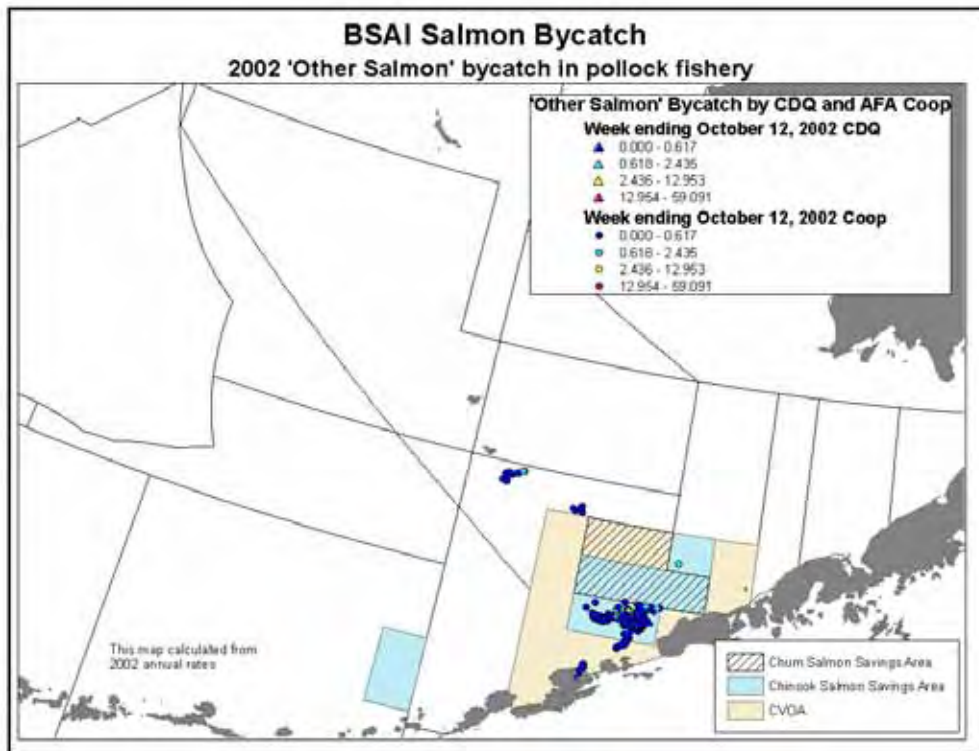 BSAI Salmon Bycatch
2002 'Other Salmon' bycatch in pollock fishery
'Other Salmon' Bycatch by CDQ and AFA Coop
Week ending October 12, 2002 CDQ
0.000 - 0.617
0.618 - 2.435
2.436 - 12.953
12.954 - 59.091
Week ending October 12, 2002 Coop
0.000 - 0.617
0.618 - 2.435
2.436 - 12.953
12.954 - 59.091
This map calculated from
2002 annual rates
Chum Salmon Savings Area
Chinook Salmon Savings Area
CVOA